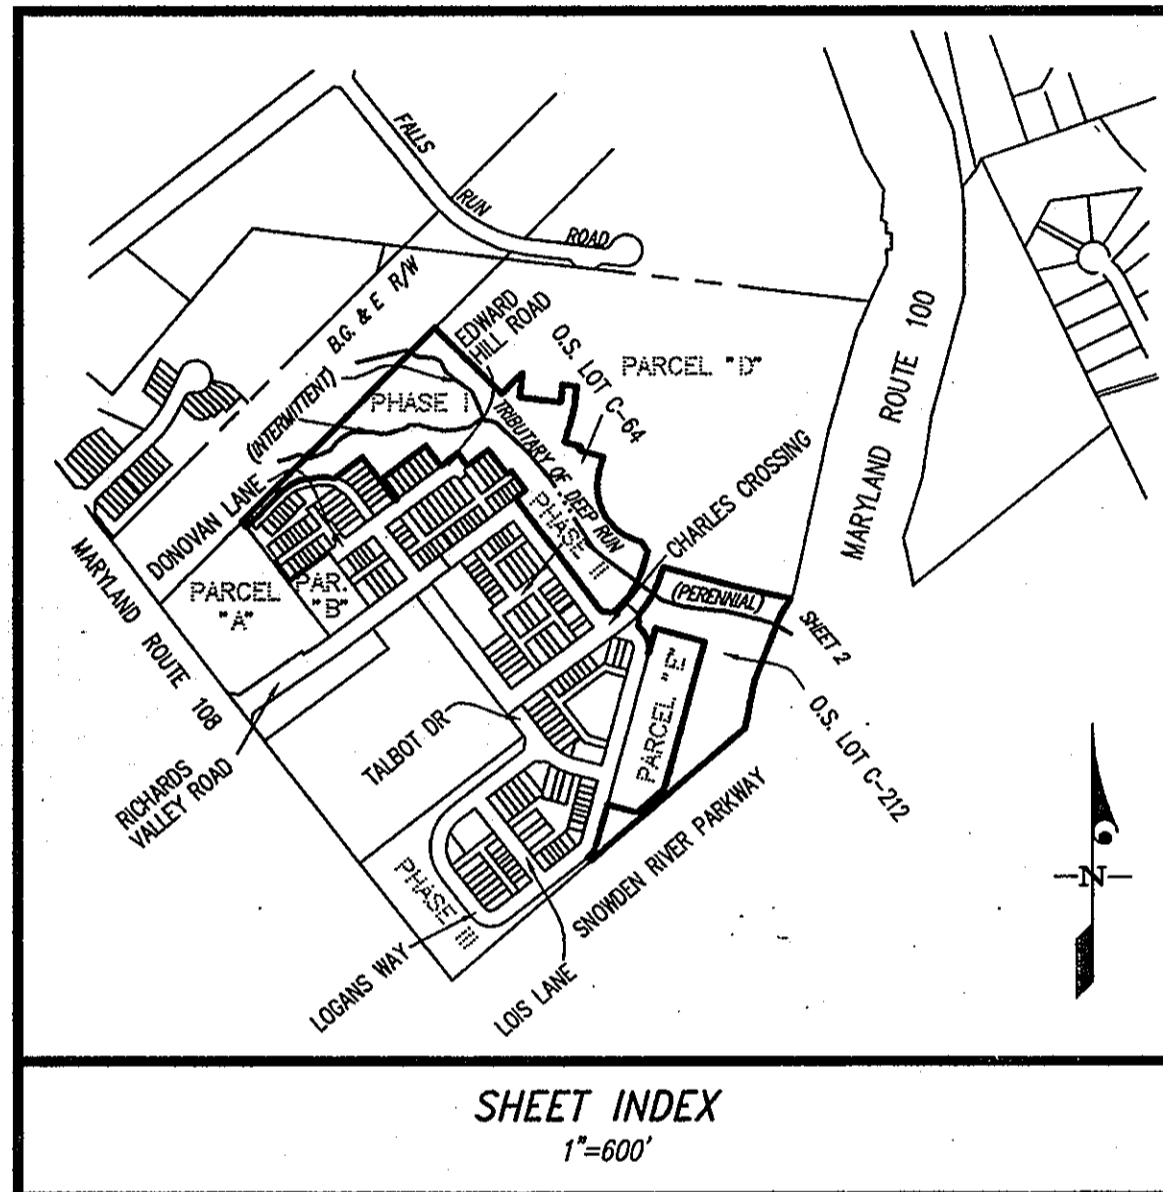 FALLS
RUN
ROAD
B.G. & E R/W
EDWARD
HILL ROAD
O.S. LOT C-64
PARCEL "D"
MARYLAND ROUTE 100
(INTERMITTENT)
PHASE I
TRIBUTARY OF DEEP RUN
DONOVAN LANE
PHASE II
CHARLES CROSSING
MARYLAND ROUTE 108
PARCEL
"A"
PAR.
"B"
(PERENNIAL)
SHEET 2
PARCEL "E"
O.S. LOT C-212
TALBOT DR
RICHARDS
VALLEY ROAD
SNOWDEN RIVER PARKWAY
PHASE
III
LOGANS WAY
LOIS LANE
N
SHEET INDEX
1"=600'